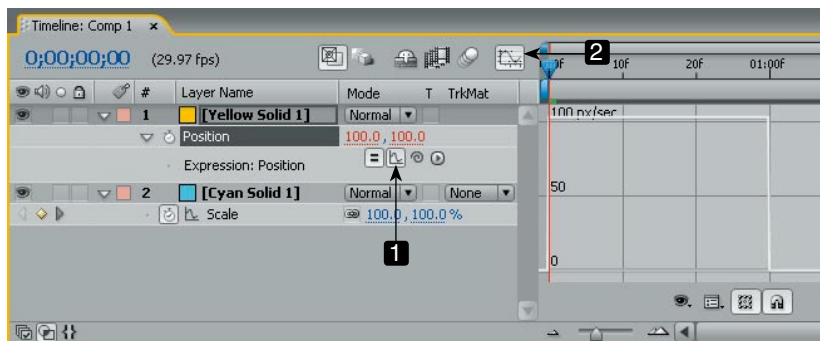 Timeline: Comp 1 ×
0;00;00;00 (29.97 fps)
2
0F 10F 20F 01:00F
# Layer Name Mode T TrkMat
1 [Yellow Solid 1] Normal
100 px/sec
Position 100.0, 100.0
Expression: Position
2 [Cyan Solid 1] Normal None
50
Scale 100.0, 100.0 %
1
0